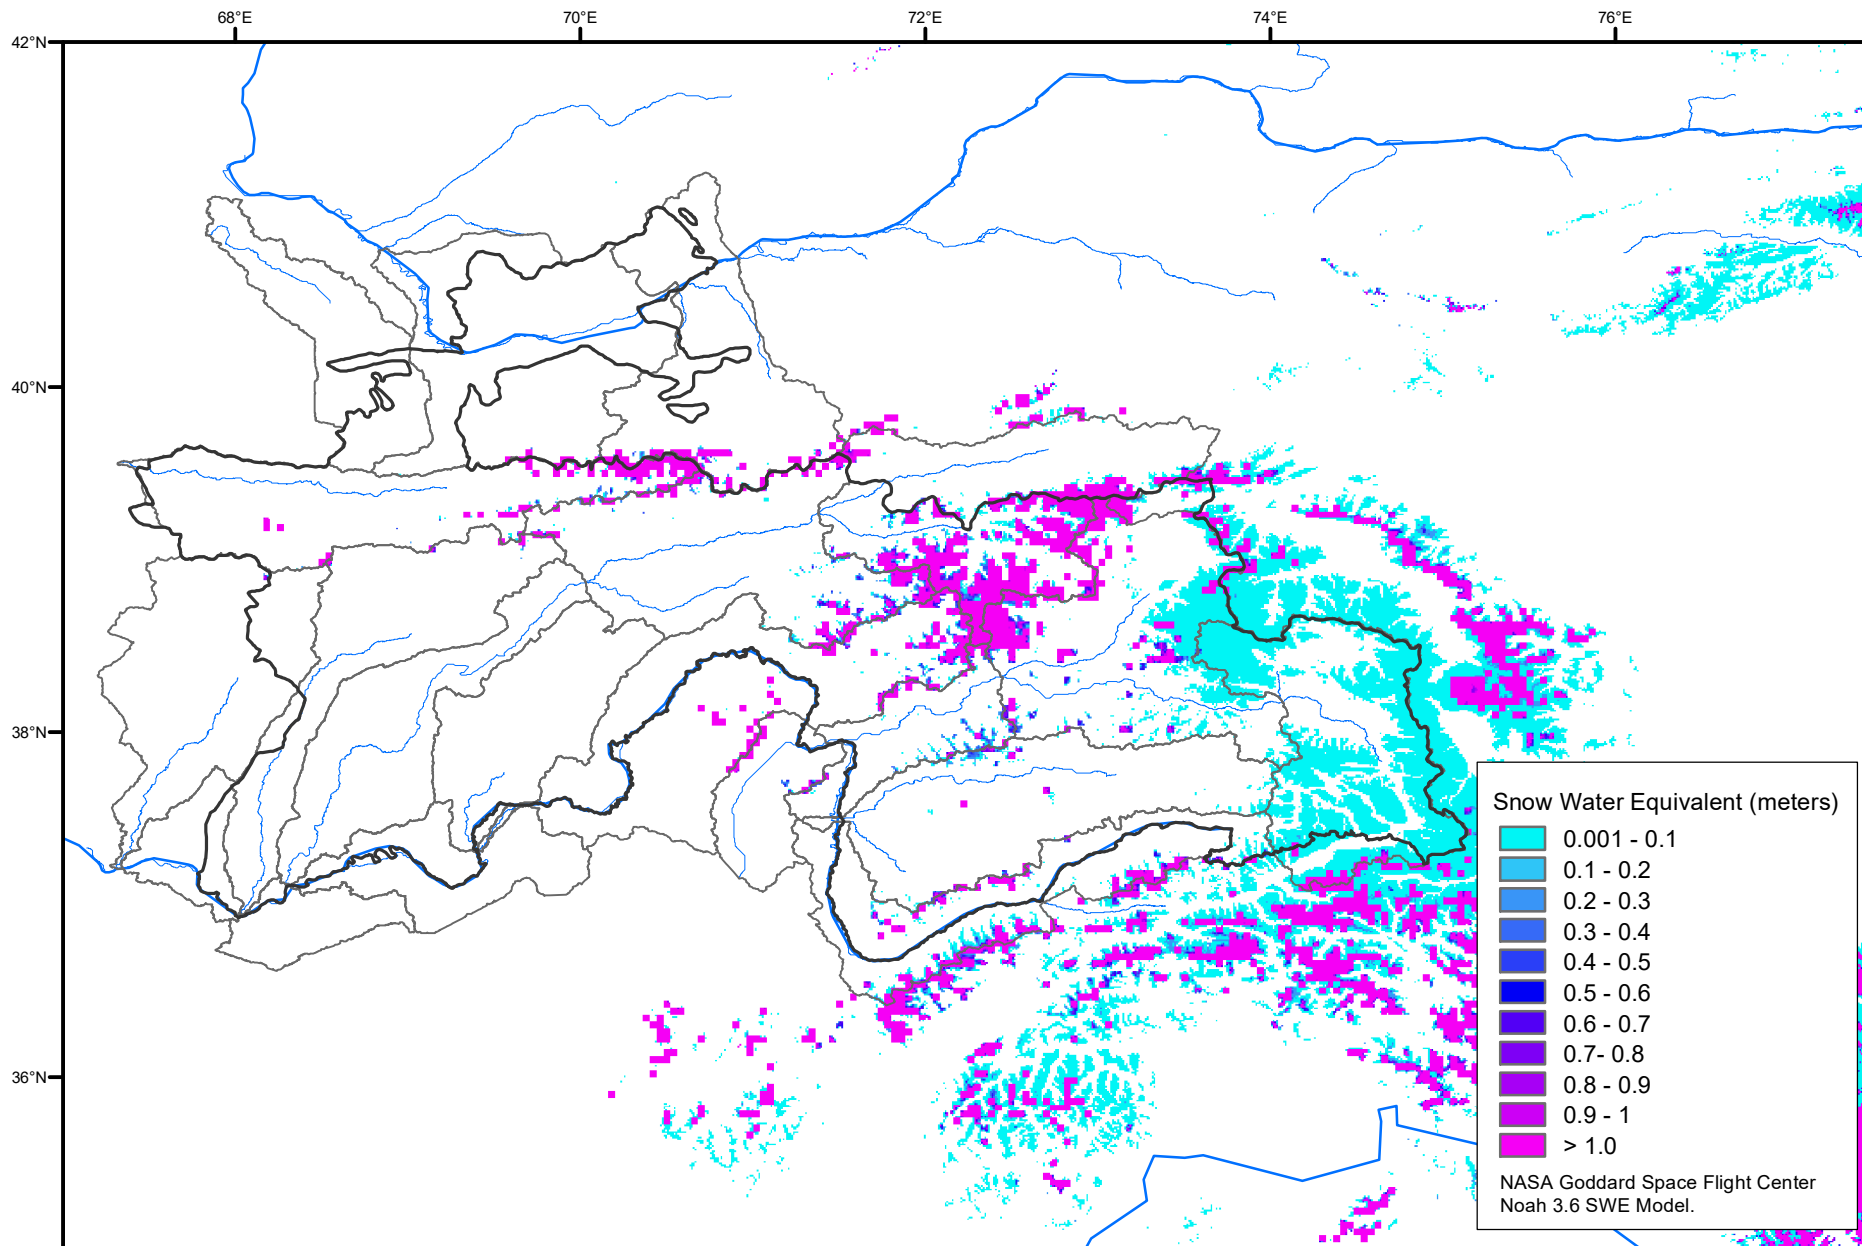 68°E
70°E
72°E
74°E
76°E
42°N
40°N
38°N
36°N
Snow Water Equivalent (meters)
0.001 - 0.1
0.1 - 0.2
0.2 - 0.3
0.3 - 0.4
0.4 - 0.5
0.5 - 0.6
0.6 - 0.7
0.7- 0.8
0.8 - 0.9
0.9 - 1
> 1.0
NASA Goddard Space Flight Center
Noah 3.6 SWE Model.